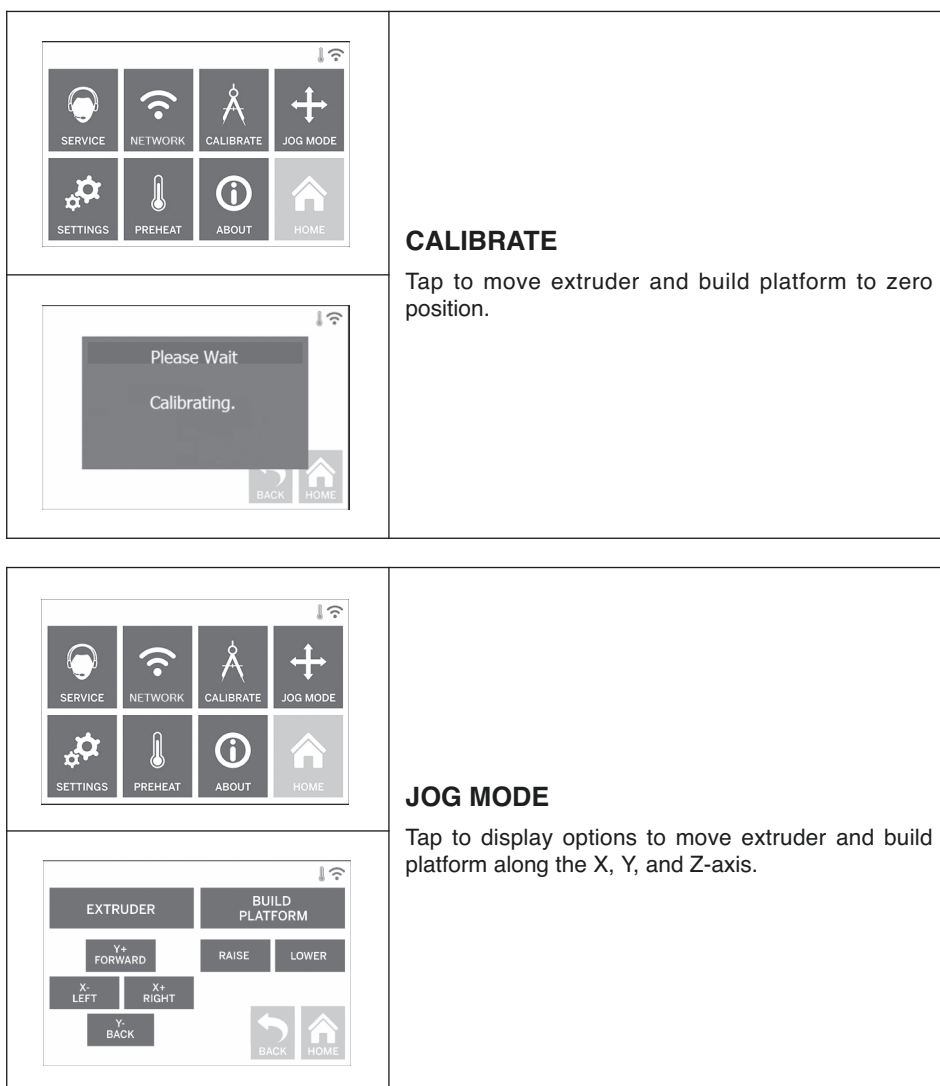 SERVICE NETWORK CALIBRATE JOG MODE
SETTINGS PREHEAT ABOUT HOME
CALIBRATE
Tap to move extruder and build platform to zero
position.
Please Wait
Calibrating.
BACK HOME
SERVICE NETWORK CALIBRATE JOG MODE
SETTINGS PREHEAT ABOUT HOME
JOG MODE
Tap to display options to move extruder and build
platform along the X, Y, and Z-axis.
EXTRUDER
BUILD
PLATFORM
Y+
FORWARD
RAISE LOWER
X-
LEFT
X+
RIGHT
Y-
BACK
BACK HOME